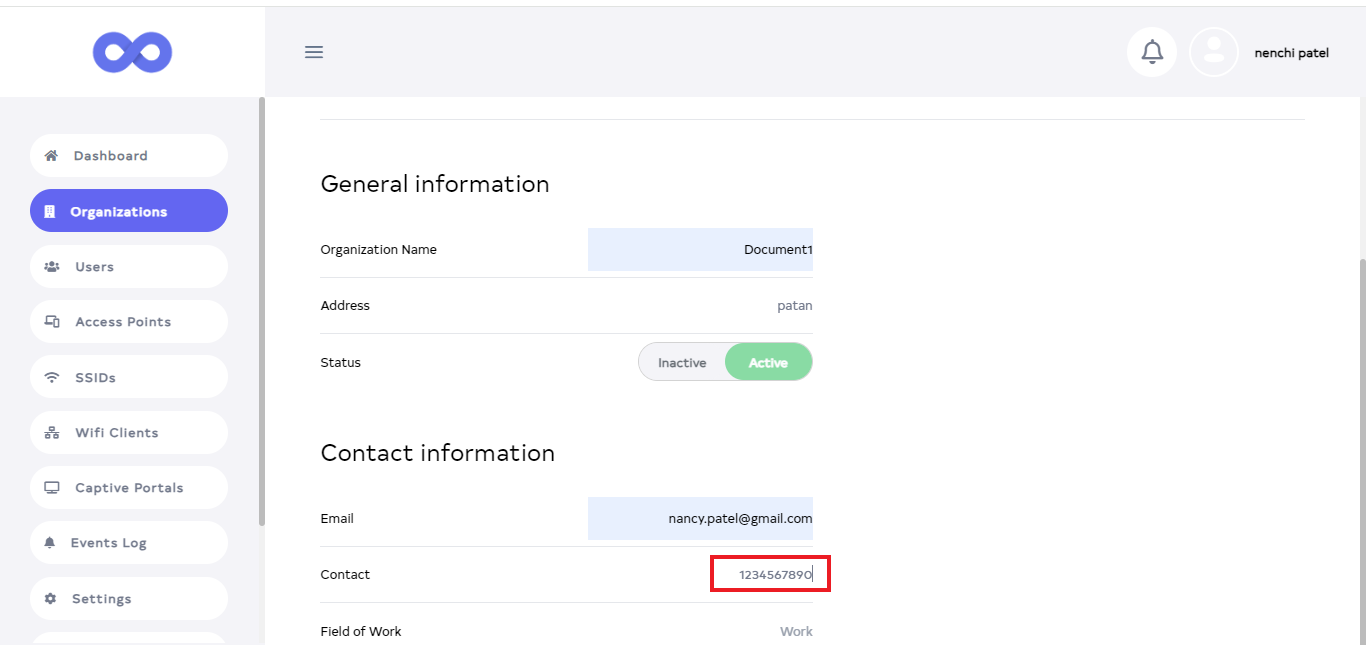 nenchi patel
Dashboard
Organizations
Users
Access Points
SSIDs
Wifi Clients
Captive Portals
Events Log
Settings
General information
Organization Name Document1
Address patan
Status Inactive Active
Contact information
Email nancy.patel@gmail.com
Contact 1234567890
Field of Work Work